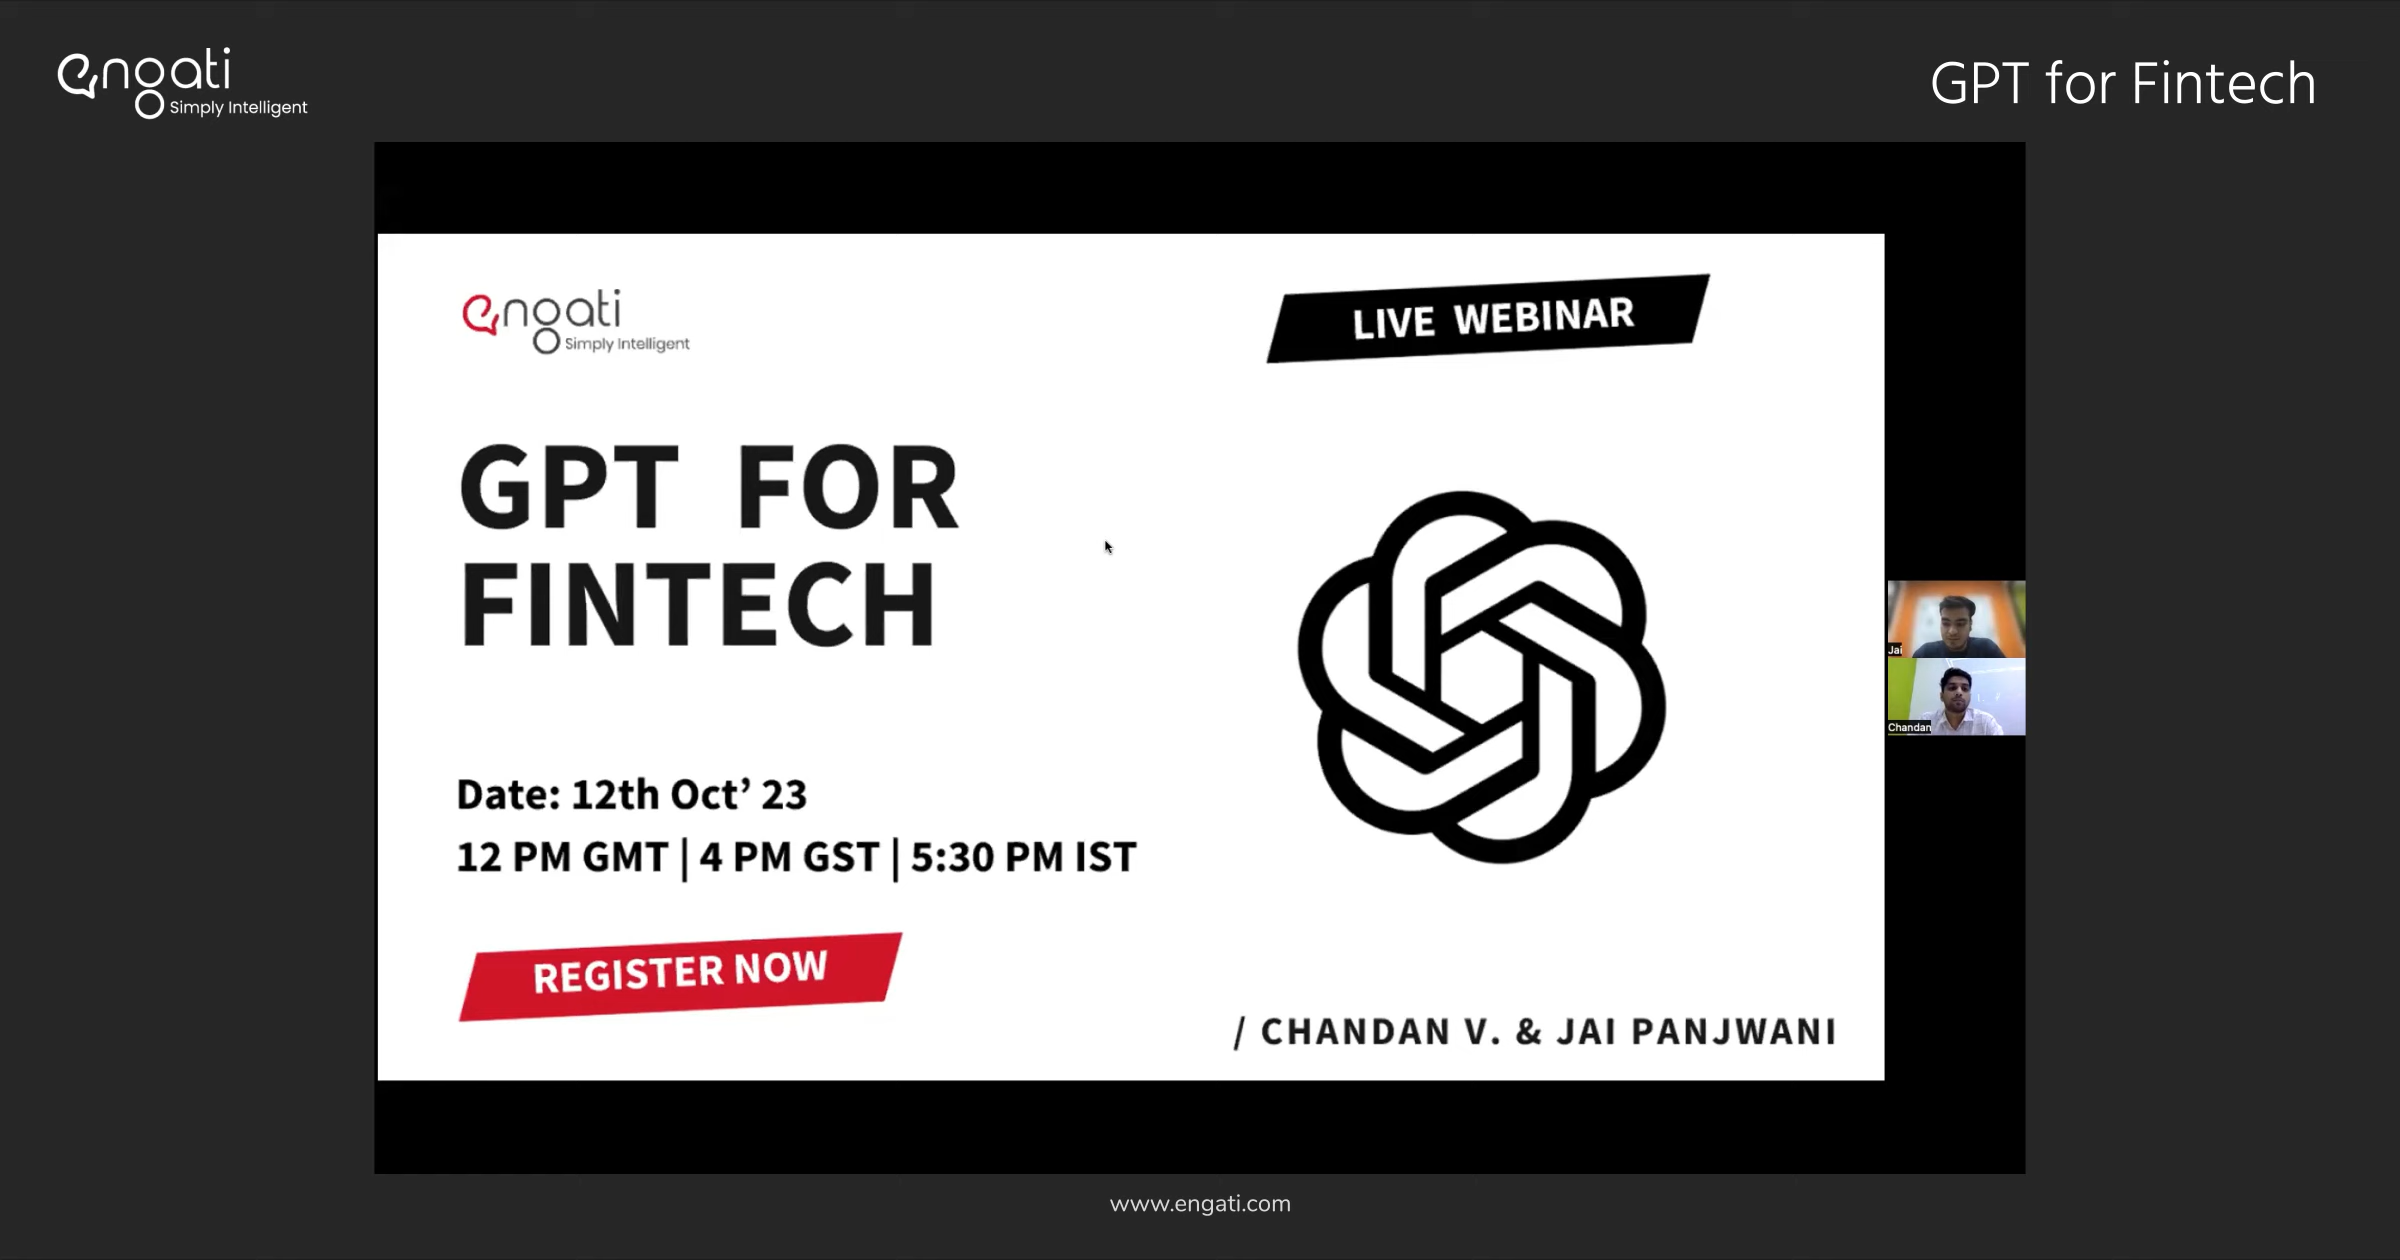 engati
Simply Intelligent
GPT for Fintech
engati
Simply Intelligent
LIVE WEBINAR
GPT FOR
FINTECH
Date: 12th Oct’ 23
12 PM GMT | 4 PM GST | 5:30 PM IST
REGISTER NOW
/ CHANDAN V. & JAI PANJWANI
Jai
Chandan
www.engati.com